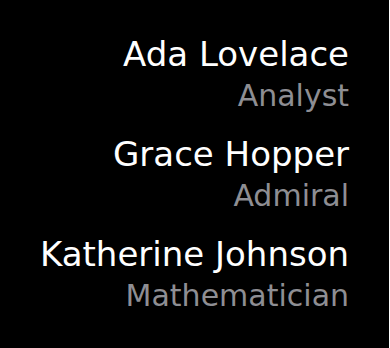 Ada Lovelace
Analyst
Grace Hopper
Admiral
Katherine Johnson
Mathematician